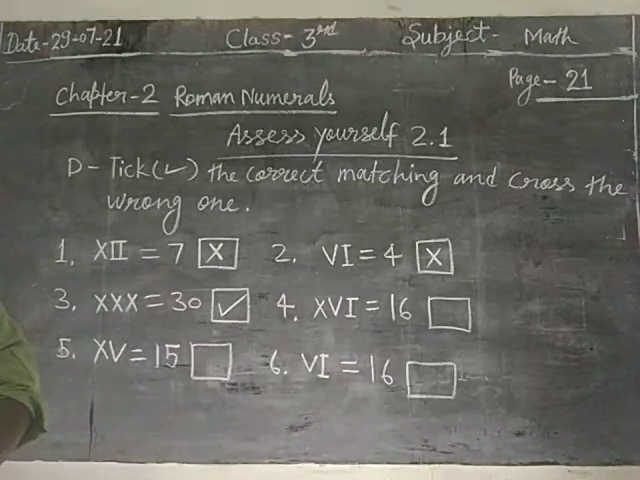 Date-29-07-21 Class- 3rd Subject- Math
Page- 21
Chapter-2 Roman Numerals
Assess yourself 2.1
D- Tick(✓) the correct matching and cross the
wrong one.
1. XII = 7 [X] 2. VI = 4 [X]
3. XXX = 30 [✓] 4. XVI = 16 [ ]
5. XV = 15 [ ] 6. VI = 16 [ ]